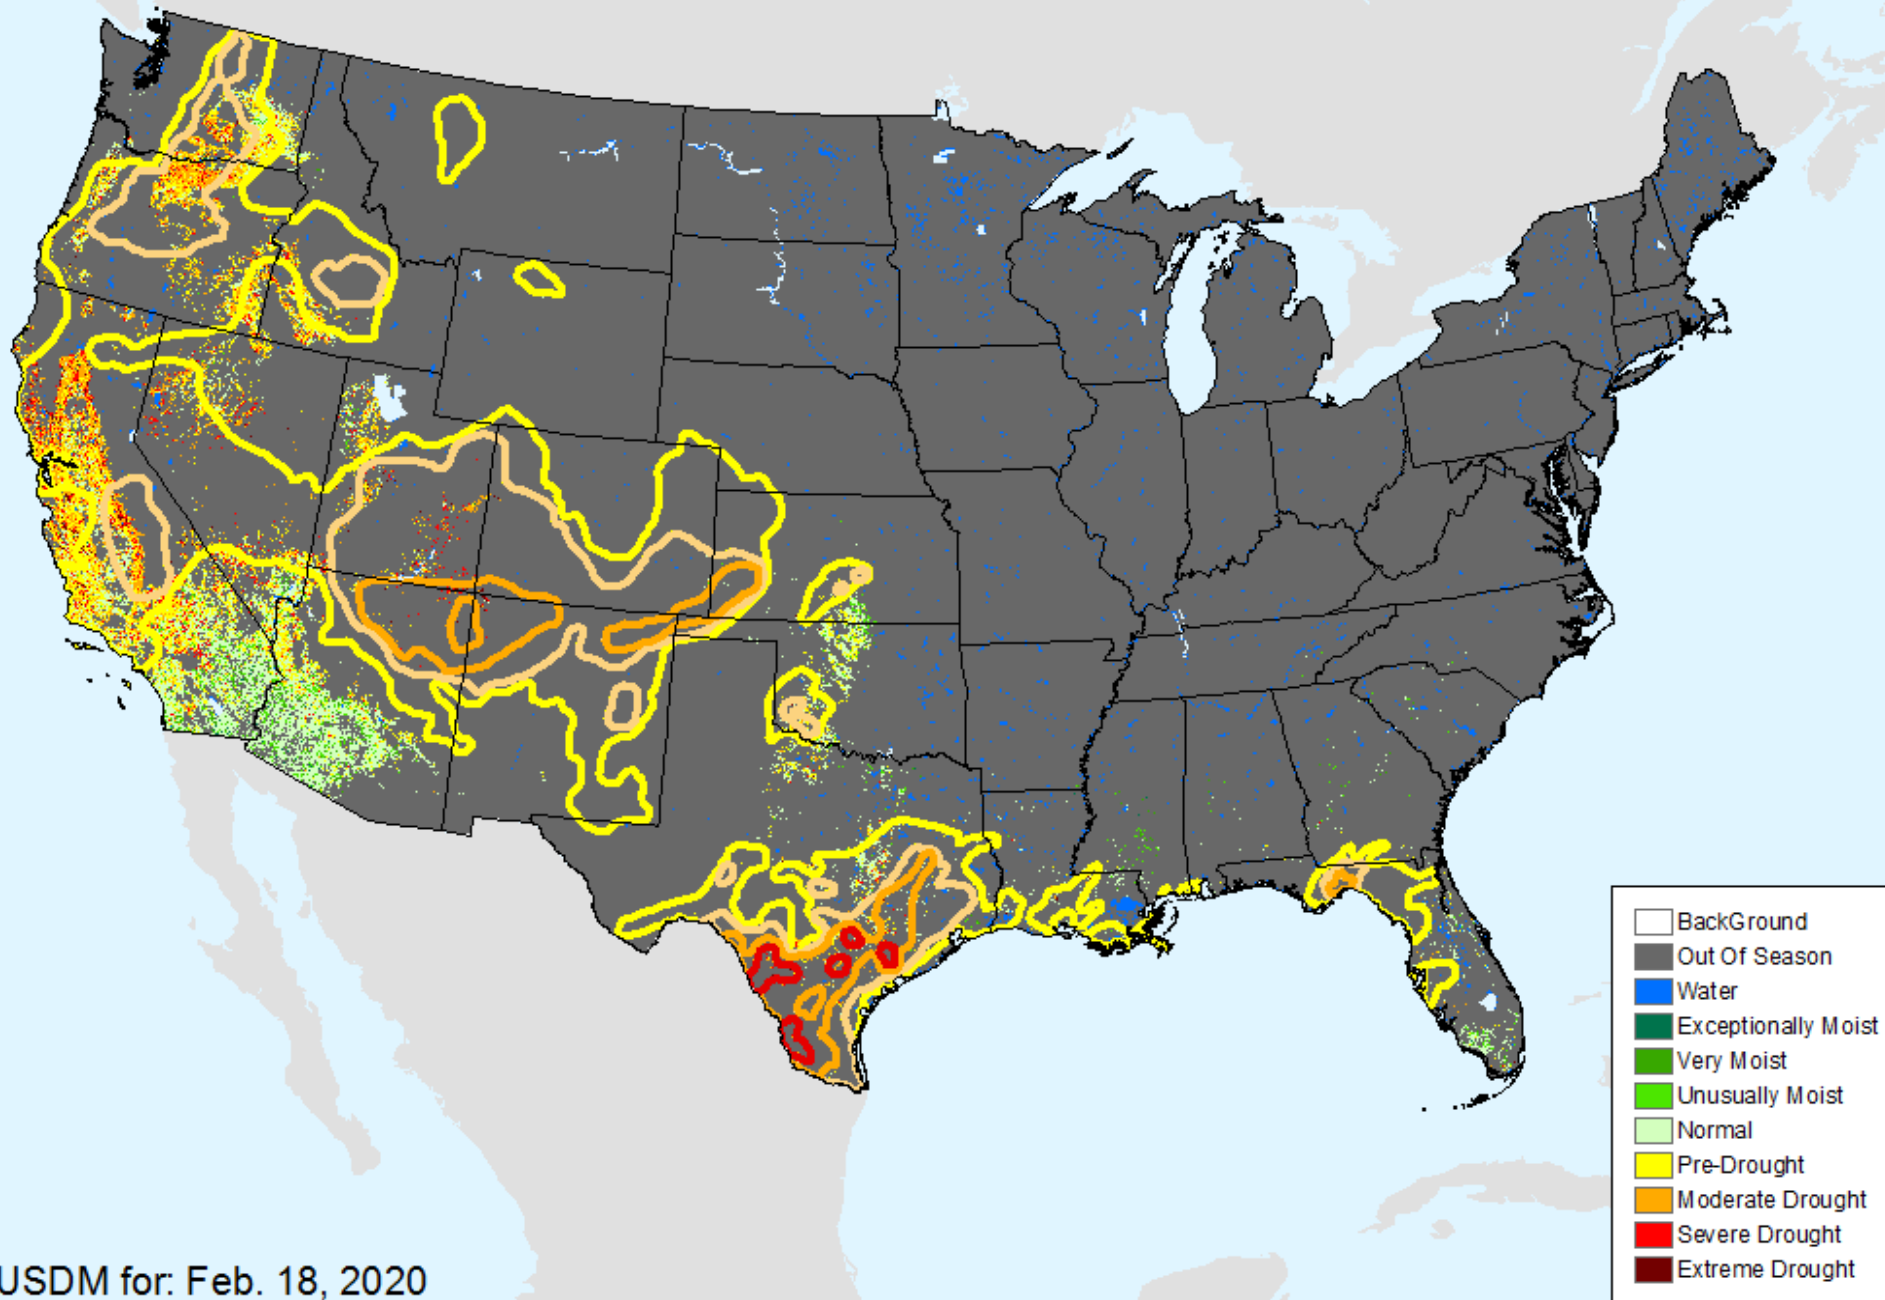 BackGround
Out Of Season
Water
Exceptionally Moist
Very Moist
Unusually Moist
Normal
Pre-Drought
Moderate Drought
Severe Drought
Extreme Drought
USDM for: Feb. 18, 2020